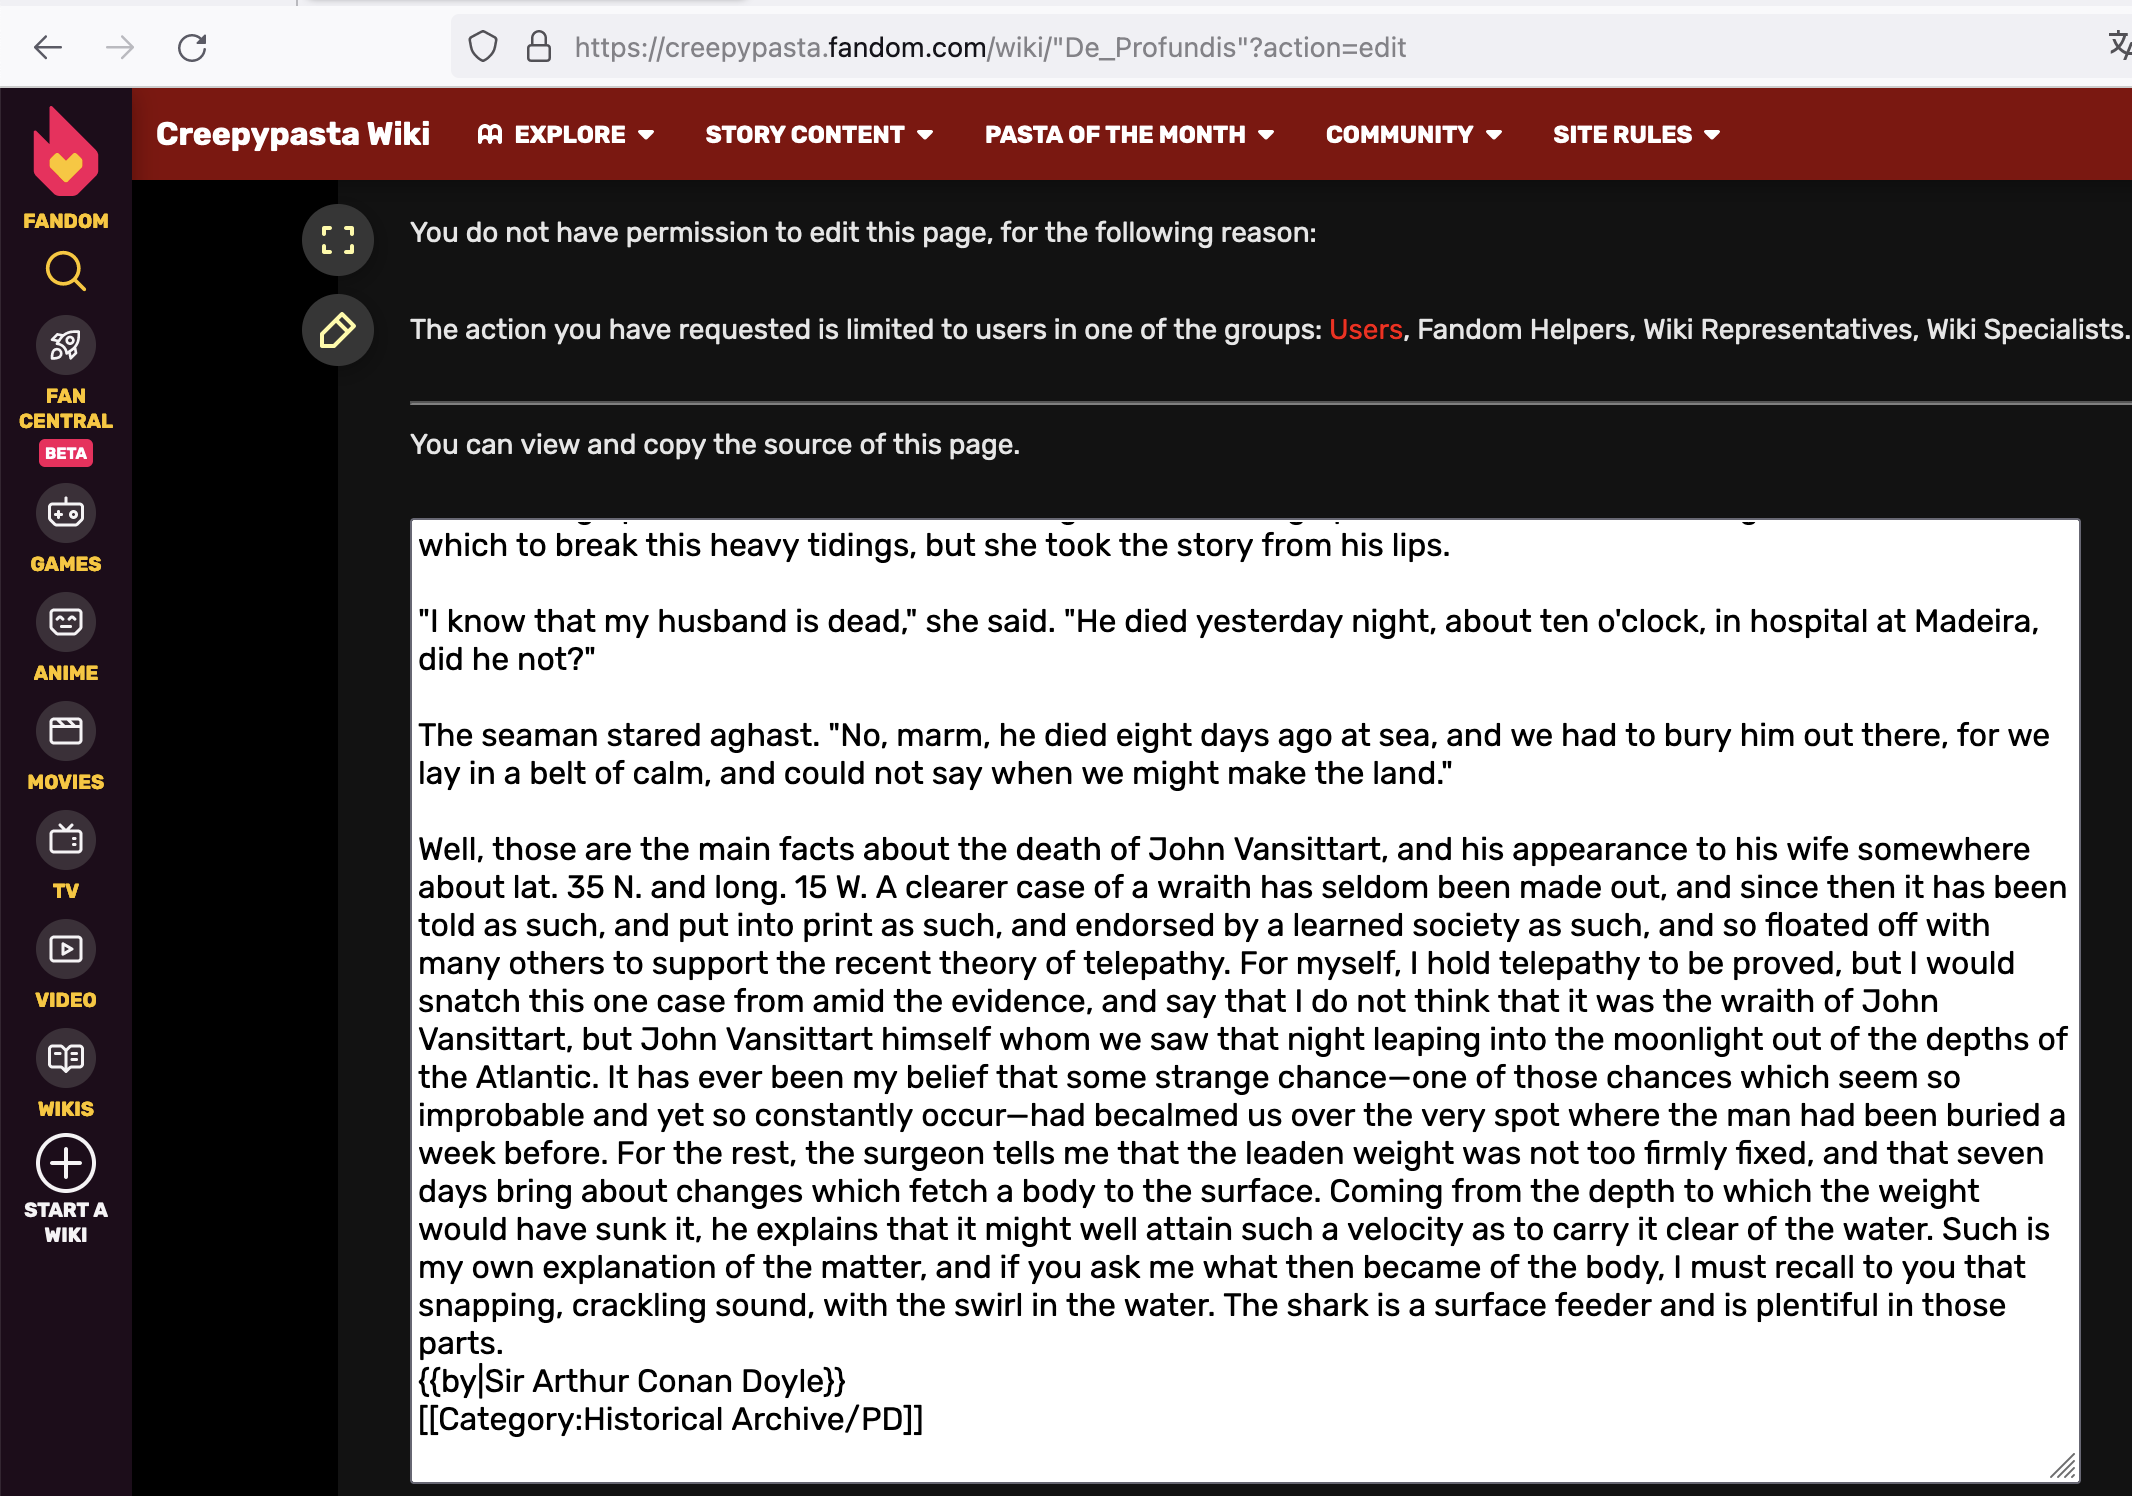 https://creepypasta.fandom.com/wiki/"De_Profundis"?action=edit
Creepypasta Wiki
EXPLORE
STORY CONTENT
PASTA OF THE MONTH
COMMUNITY
SITE RULES
FANDOM
FAN
CENTRAL
BETA
GAMES
ANIME
MOVIES
TV
VIDEO
WIKIS
START A
WIKI
You do not have permission to edit this page, for the following reason:
The action you have requested is limited to users in one of the groups: Users, Fandom Helpers, Wiki Representatives, Wiki Specialists.
You can view and copy the source of this page.
which to break this heavy tidings, but she took the story from his lips.
"I know that my husband is dead," she said. "He died yesterday night, about ten o'clock, in hospital at Madeira,
did he not?"
The seaman stared aghast. "No, marm, he died eight days ago at sea, and we had to bury him out there, for we
lay in a belt of calm, and could not say when we might make the land."
Well, those are the main facts about the death of John Vansittart, and his appearance to his wife somewhere
about lat. 35 N. and long. 15 W. A clearer case of a wraith has seldom been made out, and since then it has been
told as such, and put into print as such, and endorsed by a learned society as such, and so floated off with
many others to support the recent theory of telepathy. For myself, I hold telepathy to be proved, but I would
snatch this one case from amid the evidence, and say that I do not think that it was the wraith of John
Vansittart, but John Vansittart himself whom we saw that night leaping into the moonlight out of the depths of
the Atlantic. It has ever been my belief that some strange chance—one of those chances which seem so
improbable and yet so constantly occur—had becalmed us over the very spot where the man had been buried a
week before. For the rest, the surgeon tells me that the leaden weight was not too firmly fixed, and that seven
days bring about changes which fetch a body to the surface. Coming from the depth to which the weight
would have sunk it, he explains that it might well attain such a velocity as to carry it clear of the water. Such is
my own explanation of the matter, and if you ask me what then became of the body, I must recall to you that
snapping, crackling sound, with the swirl in the water. The shark is a surface feeder and is plentiful in those
parts.
{{by|Sir Arthur Conan Doyle}}
[[Category:Historical Archive/PD]]